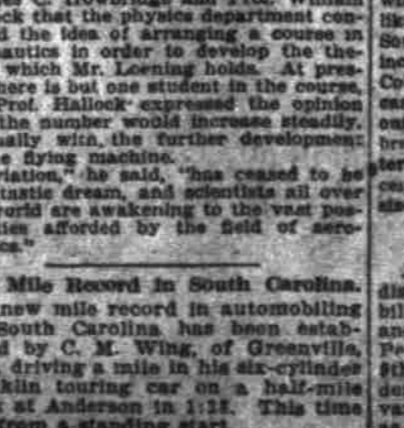 ck that the physics department con-
d the idea of arranging a course in
nautics in order to develop the the-
which Mr. Loening holds. At pres-
here is but one student in the course,
Prof. Hallock expressed the opinion
the number would increase steadily,
ually with the further development
e flying machine.
viation," he said, "has ceased to be
tastic dream, and scientists all over
world are awakening to the vast pos-
ties afforded by the field of aero-
cs."
Mile Record in South Carolina.
new mile record in automobiling
South Carolina has been estab-
d by C. M. Wing, of Greenville,
driving a mile in his six-cylinder
klin touring car on a half-mile
k at Anderson in 1:18. This time
from a standing start